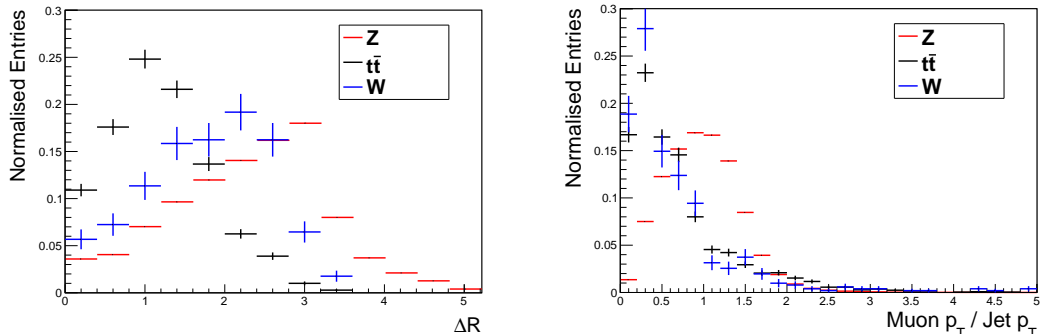 Normalised Entries
0.3
0.25
0.2
0.15
0.1
0.05
0
0 1 2 3 4 5
ΔR
Z
tt̄
W
Normalised Entries
0.3
0.25
0.2
0.15
0.1
0.05
0
0 0.5 1 1.5 2 2.5 3 3.5 4 4.5 5
Muon p_T / Jet p_T
Z
tt̄
W